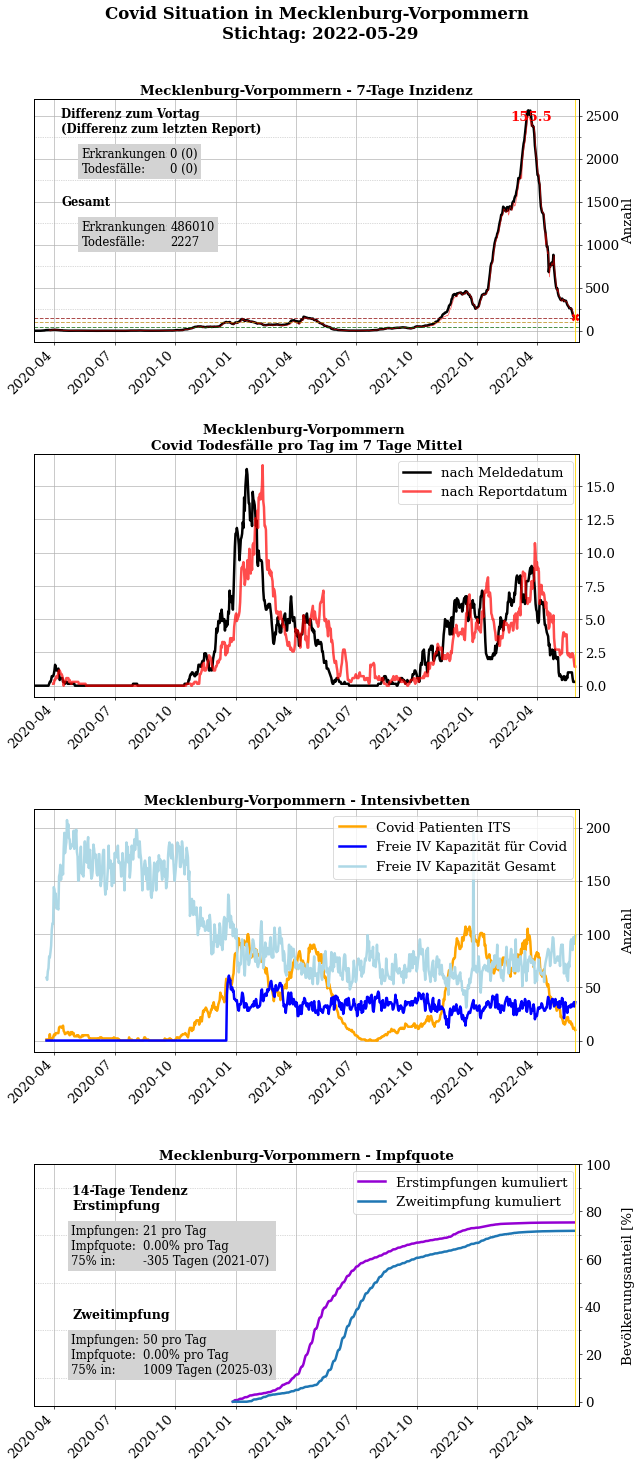 Covid Situation in Mecklenburg-Vorpommern
Stichtag: 2022-05-29
Mecklenburg-Vorpommern - 7-Tage Inzidenz
Differenz zum Vortag
(Differenz zum letzten Report)
Erkrankungen 0 (0)
Todesfälle: 0 (0)
Gesamt
Erkrankungen 486010
Todesfälle: 2227
155.5
2500
2000
1500
1000
500
0
Anzahl
2020-04 2020-07 2020-10 2021-01 2021-04 2021-07 2021-10 2022-01 2022-04
Mecklenburg-Vorpommern
Covid Todesfälle pro Tag im 7 Tage Mittel
nach Meldedatum
nach Reportdatum
15.0
12.5
10.0
7.5
5.0
2.5
0.0
2020-04 2020-07 2020-10 2021-01 2021-04 2021-07 2021-10 2022-01 2022-04
Mecklenburg-Vorpommern - Intensivbetten
Covid Patienten ITS
Freie IV Kapazität für Covid
Freie IV Kapazität Gesamt
200
150
100
50
0
Anzahl
2020-04 2020-07 2020-10 2021-01 2021-04 2021-07 2021-10 2022-01 2022-04
Mecklenburg-Vorpommern - Impfquote
14-Tage Tendenz
Erstimpfung
Impfungen: 21 pro Tag
Impfquote: 0.00% pro Tag
75% in: -305 Tagen (2021-07)
Zweitimpfung
Impfungen: 50 pro Tag
Impfquote: 0.00% pro Tag
75% in: 1009 Tagen (2025-03)
Erstimpfungen kumuliert
Zweitimpfung kumuliert
100
80
60
40
20
0
Bevölkerungsanteil [%]
2020-04 2020-07 2020-10 2021-01 2021-04 2021-07 2021-10 2022-01 2022-04